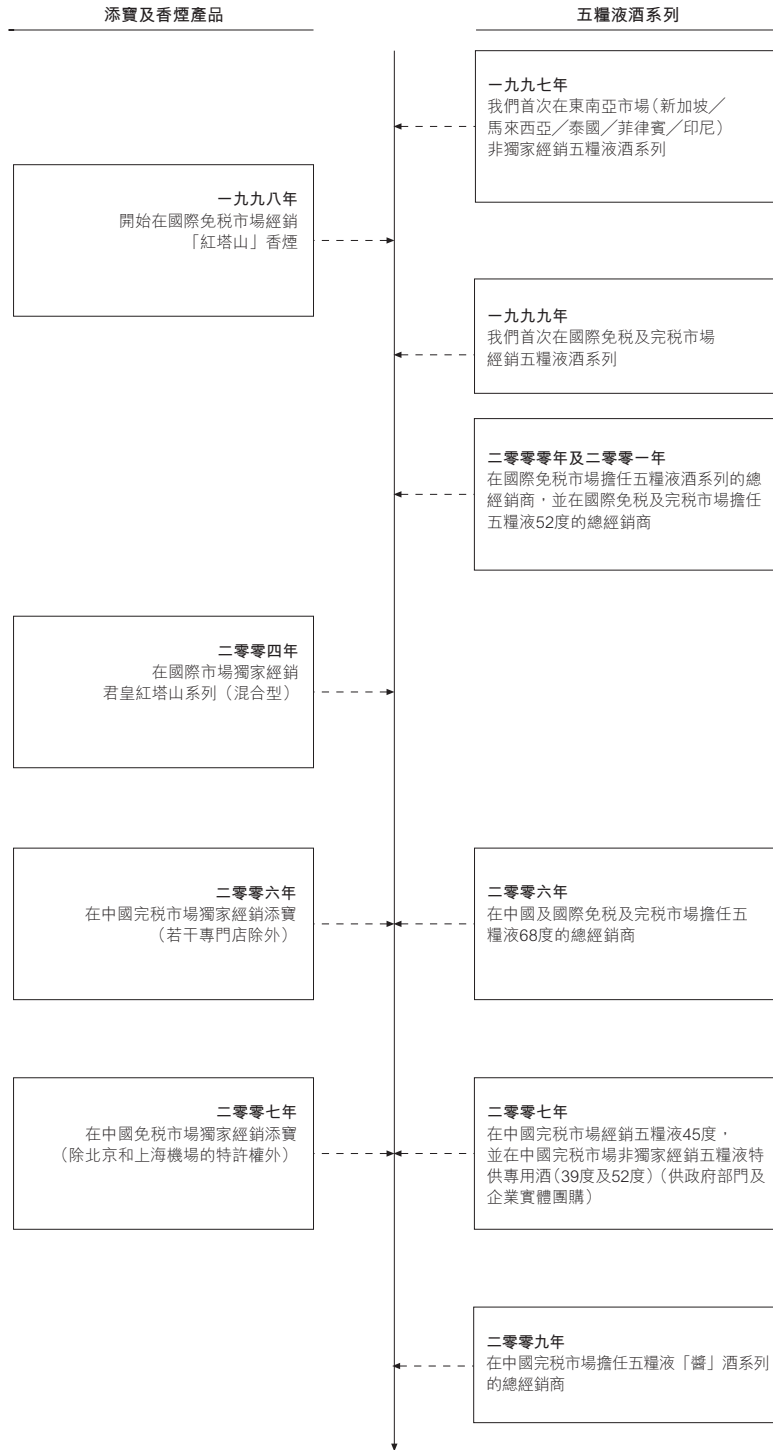 添寶及香煙產品
五糧液酒系列
一九九七年
我們首次在東南亞市場（新加坡／
馬來西亞／泰國／菲律賓／印尼）
非獨家經銷五糧液酒系列
一九九八年
開始在國際免稅市場經銷
「紅塔山」香煙
一九九九年
我們首次在國際免稅及完稅市場
經銷五糧液酒系列
二零零零年及二零零一年
在國際免稅市場擔任五糧液酒系列的總
經銷商，並在國際免稅及完稅市場擔任
五糧液52度的總經銷商
二零零四年
在國際市場獨家經銷
君皇紅塔山系列（混合型）
二零零六年
在中國完稅市場獨家經銷添寶
（若干專門店除外）
二零零六年
在中國及國際免稅及完稅市場擔任五
糧液68度的總經銷商
二零零七年
在中國免稅市場獨家經銷添寶
（除北京和上海機場的特許權外）
二零零七年
在中國完稅市場經銷五糧液45度，
並在中國完稅市場非獨家經銷五糧液特
供專用酒（39度及52度）（供政府部門及
企業實體團購）
二零零九年
在中國完稅市場擔任五糧液「醬」酒系列
的總經銷商